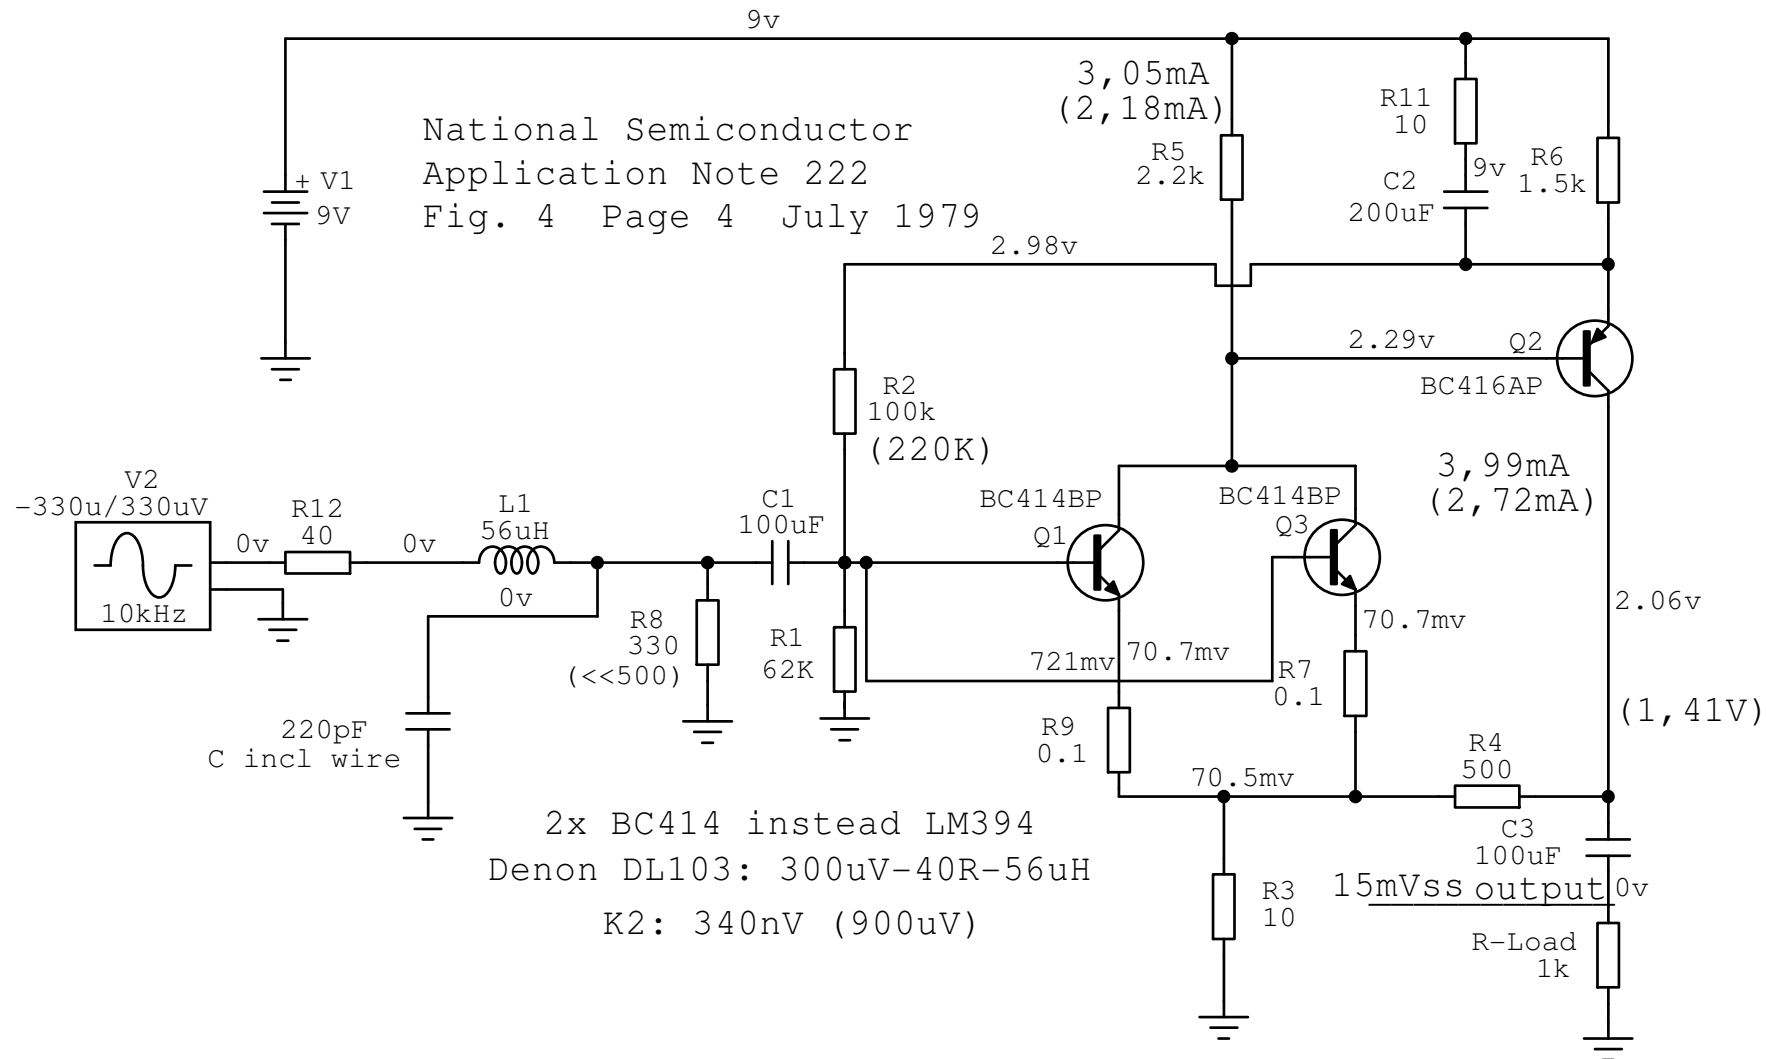 9v
3,05mA
(2,18mA)
R11
10
National Semiconductor
Application Note 222
Fig. 4 Page 4 July 1979
+ V1
9V
R5
2.2k
9v
R6
1.5k
C2
200uF
2.98v
2.29v
Q2
BC416AP
R2
100k
(220K)
3,99mA
(2,72mA)
V2
-330u/330uV
10kHz
0v
R12
40
0v
L1
56uH
0v
C1
100uF
BC414BP
Q1
BC414BP
Q3
2.06v
R8
330
(<<500)
R1
62K
721mv
70.7mv
70.7mv
R7
0.1
(1,41V)
220pF
C incl wire
R9
0.1
R4
500
70.5mv
2x BC414 instead LM394
Denon DL103: 300uV-40R-56uH
K2: 340nV (900uV)
C3
100uF
15mVss output
0v
R3
10
R-Load
1k